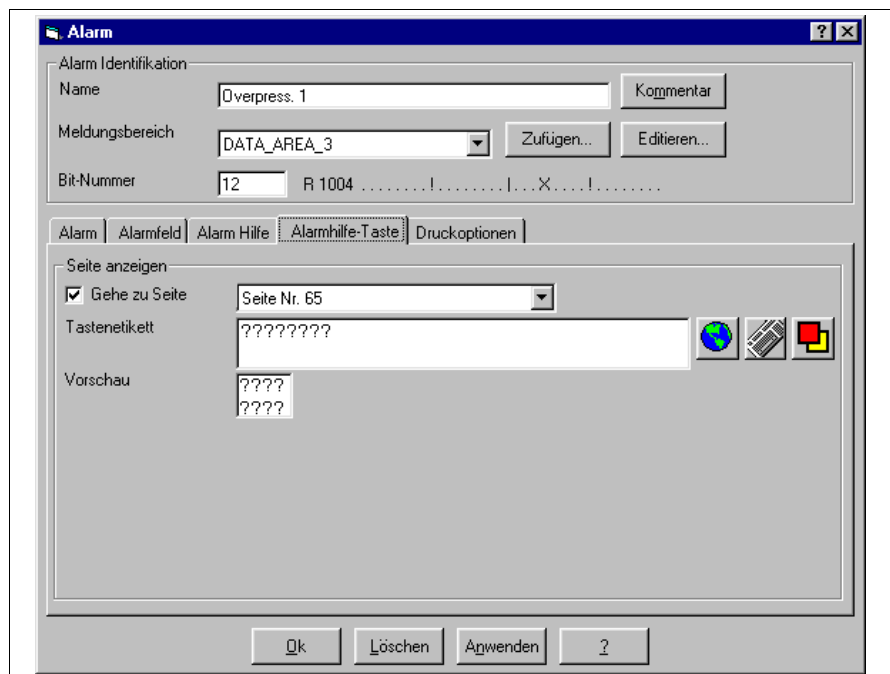 Alarm
Alarm Identifikation
Name
Overpress. 1
Kommentar
Meldungsbereich
DATA_AREA_3
Zufügen...
Editieren...
Bit-Nummer
12
R 1004 ........!........|...X....!........
Alarm
Alarmfeld
Alarm Hilfe
Alarmhilfe-Taste
Druckoptionen
Seite anzeigen
Gehe zu Seite
Seite Nr. 65
Tastenetikett
????????
Vorschau
????
????
Ok
Löschen
Anwenden
?